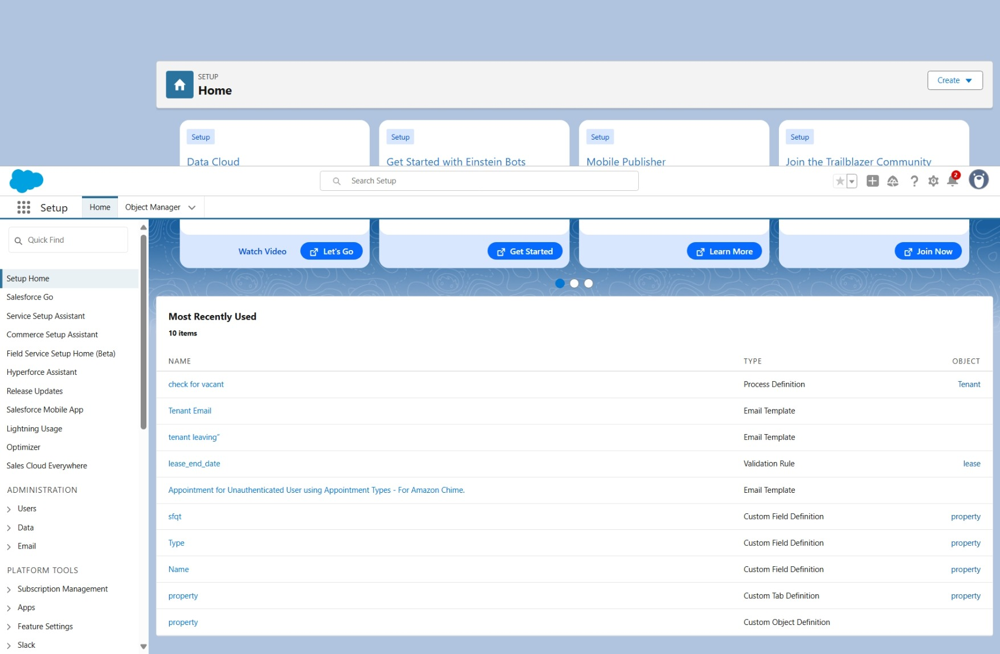 SETUP
Home
Create
Setup
Data Cloud
Setup
Get Started with Einstein Bots
Setup
Mobile Publisher
Setup
Join the Trailblazer Community
Search Setup
2
Setup
Home
Object Manager
Quick Find
Setup Home
Salesforce Go
Service Setup Assistant
Commerce Setup Assistant
Field Service Setup Home (Beta)
Hyperforce Assistant
Release Updates
Salesforce Mobile App
Lightning Usage
Optimizer
Sales Cloud Everywhere
ADMINISTRATION
Users
Data
Email
PLATFORM TOOLS
Subscription Management
Apps
Feature Settings
Slack
Watch Video
Let's Go
Get Started
Learn More
Join Now
Most Recently Used
10 items
NAME TYPE OBJECT
check for vacant Process Definition Tenant
Tenant Email Email Template
tenant leaving” Email Template
lease_end_date Validation Rule lease
Appointment for Unauthenticated User using Appointment Types - For Amazon Chime. Email Template
sfqt Custom Field Definition property
Type Custom Field Definition property
Name Custom Field Definition property
property Custom Tab Definition property
property Custom Object Definition